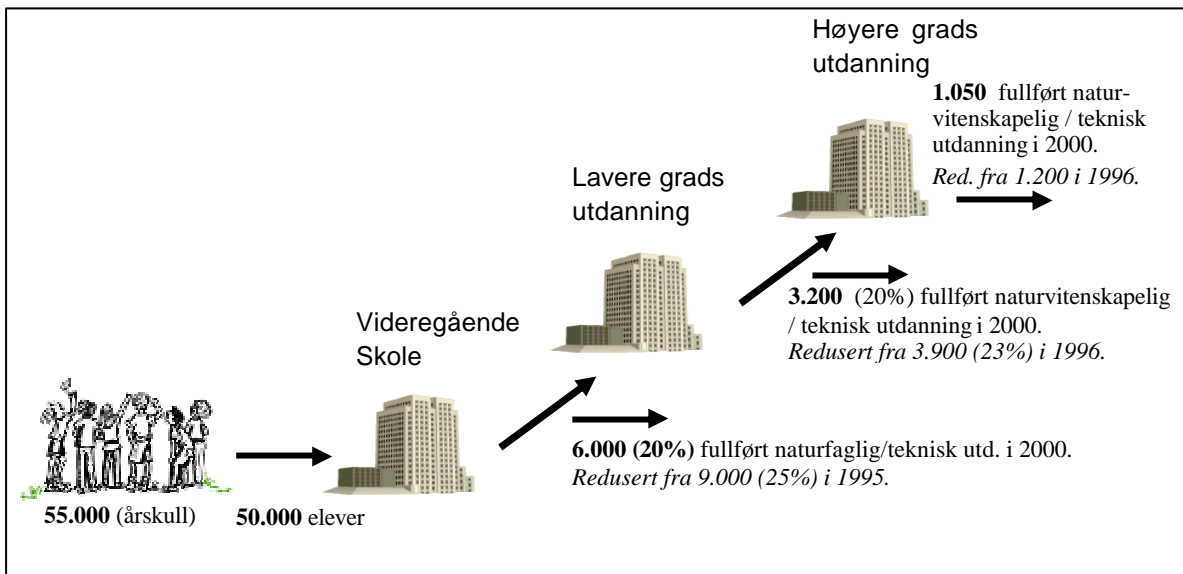 Høyere grads
utdanning
1.050 fullført natur-
vitenskapelig / teknisk
utdanning i 2000.
Red. fra 1.200 i 1996.
Lavere grads
utdanning
3.200 (20%) fullført naturvitenskapelig
/ teknisk utdanning i 2000.
Redusert fra 3.900 (23%) i 1996.
Videregående
Skole
6.000 (20%) fullført naturfaglig/teknisk utd. i 2000.
Redusert fra 9.000 (25%) i 1995.
55.000 (årskull)
50.000 elever